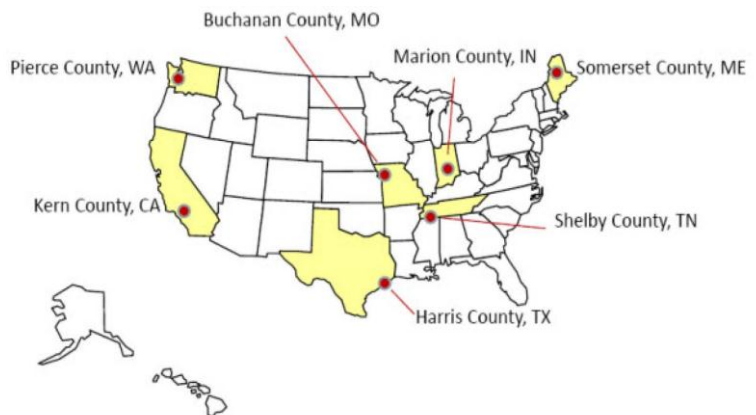 Buchanan County, MO
Marion County, IN
Pierce County, WA
Somerset County, ME
Kern County, CA
Shelby County, TN
Harris County, TX